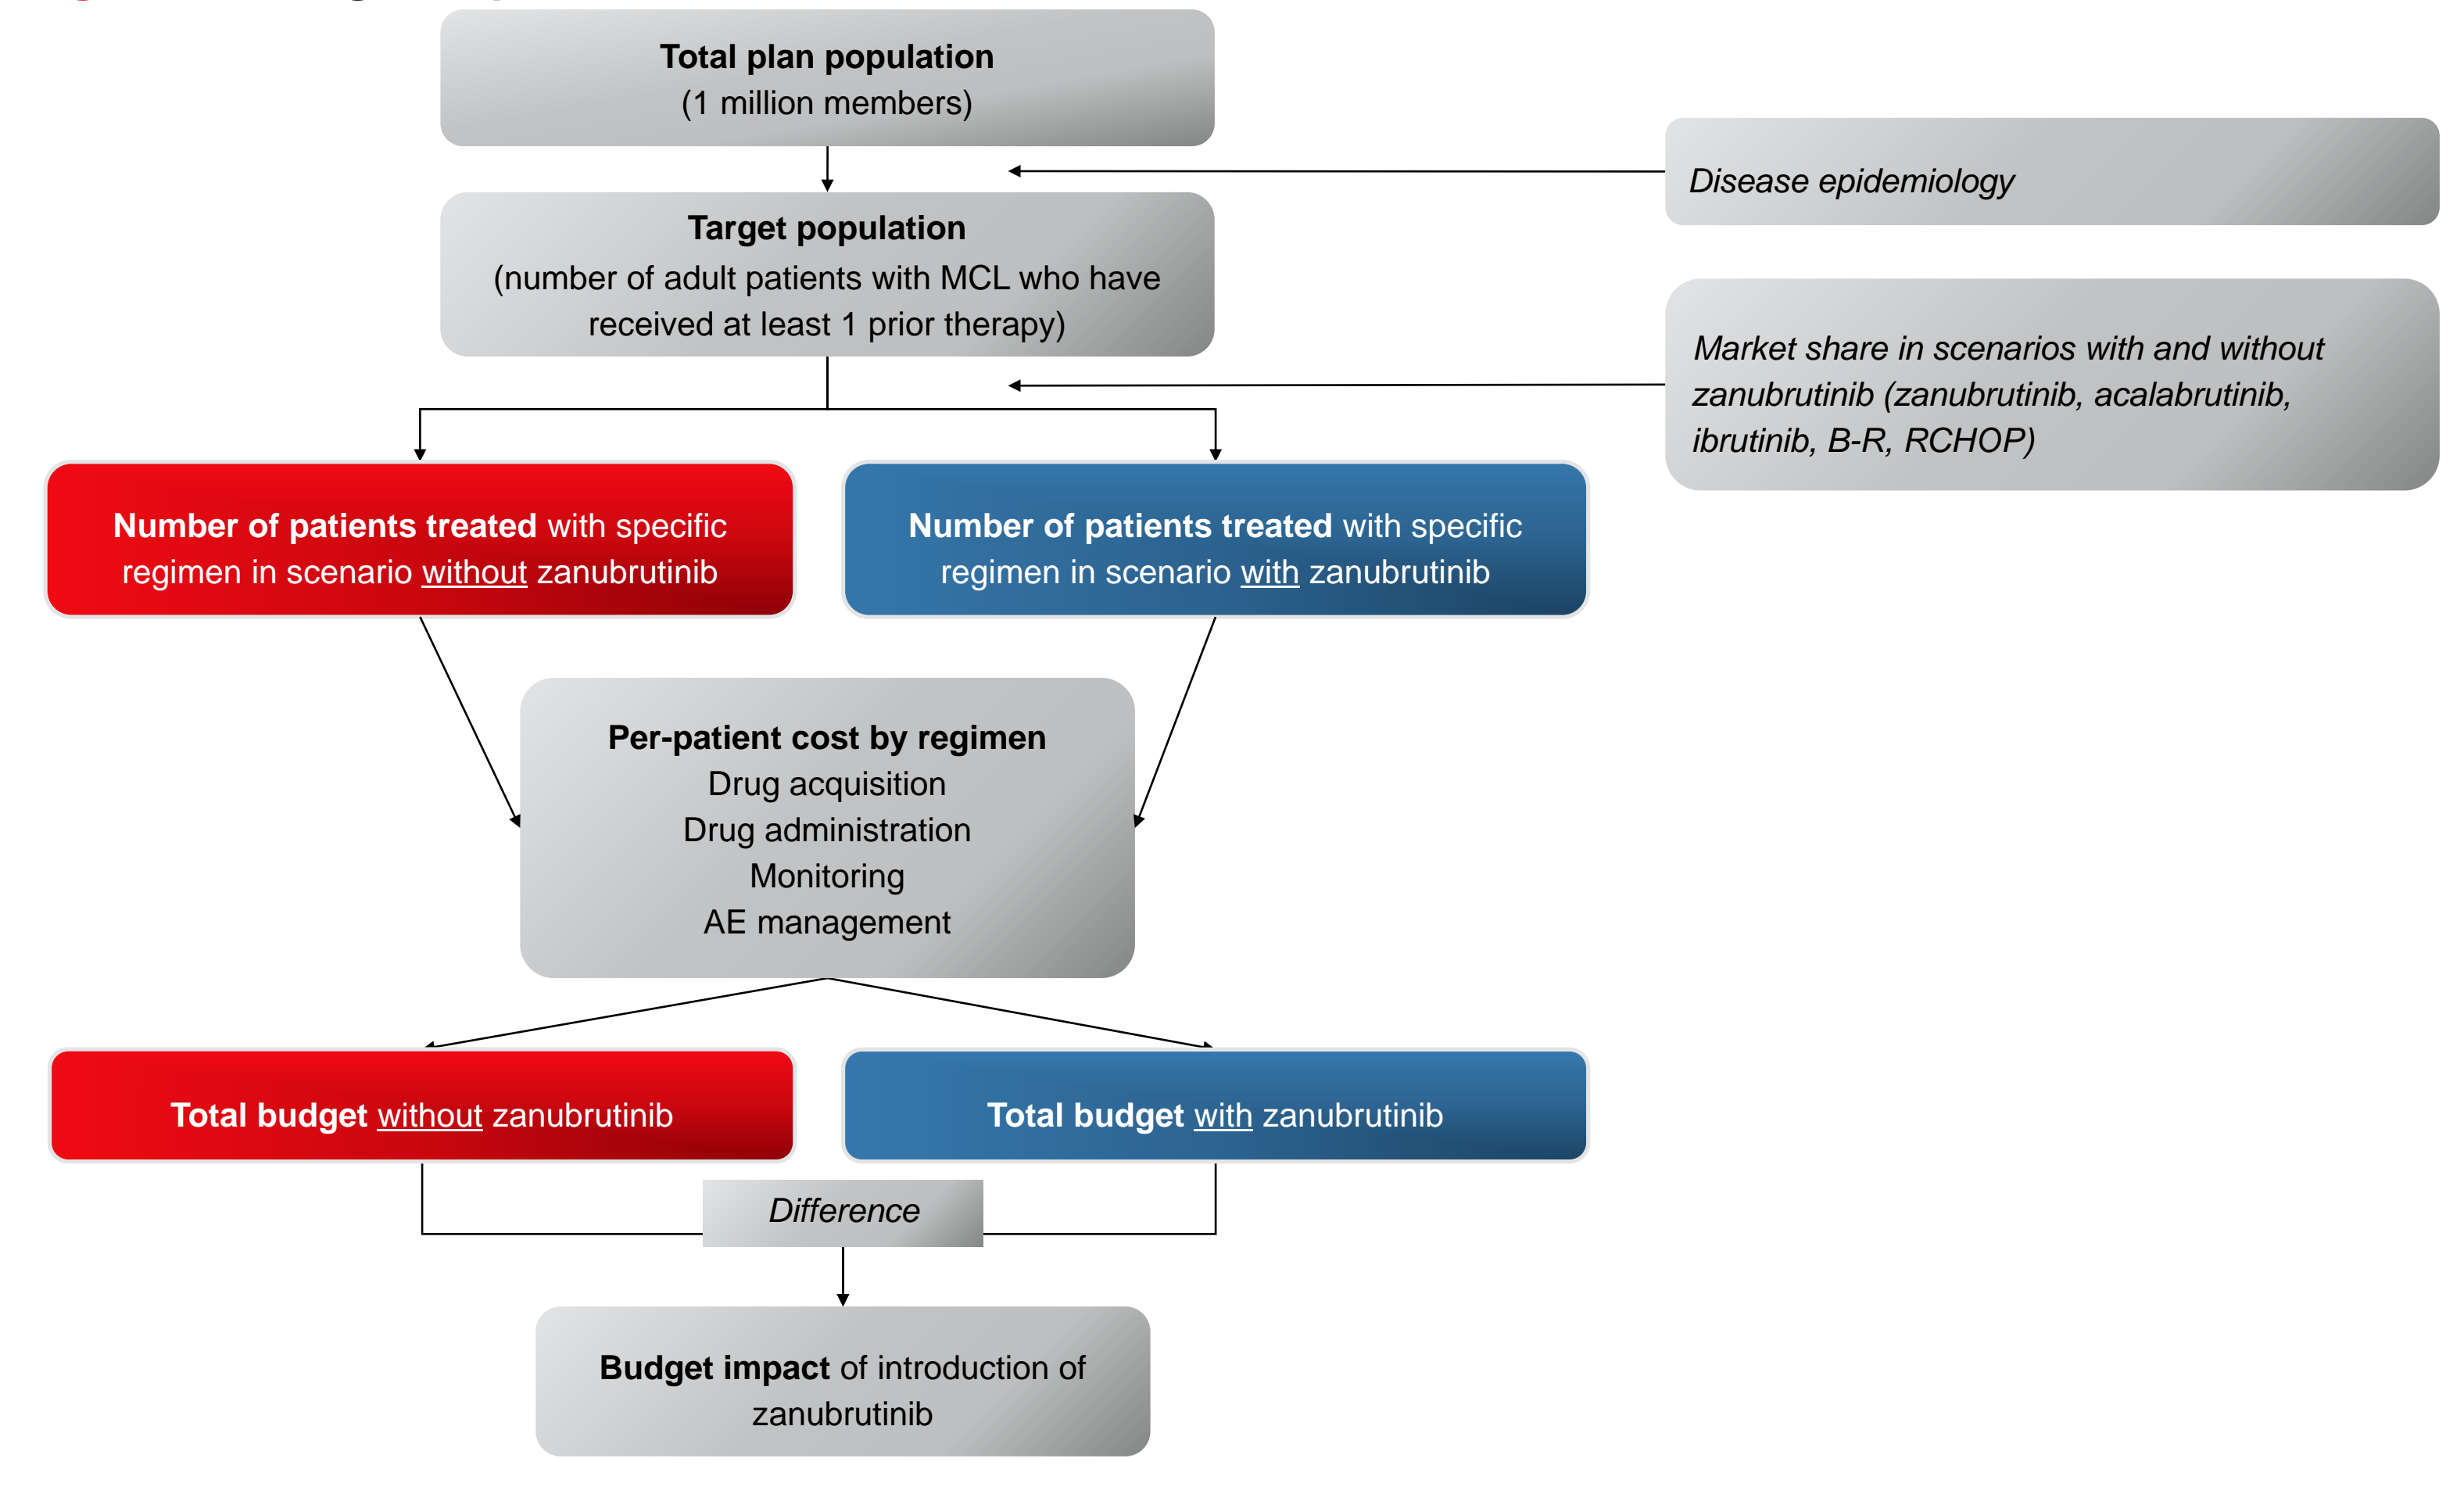 Total plan population
(1 million members)
Disease epidemiology
Target population
(number of adult patients with MCL who have
received at least 1 prior therapy)
Market share in scenarios with and without
zanubrutinib (zanubrutinib, acalabrutinib,
ibrutinib, B-R, RCHOP)
Number of patients treated with specific
regimen in scenario without zanubrutinib
Number of patients treated with specific
regimen in scenario with zanubrutinib
Per-patient cost by regimen
Drug acquisition
Drug administration
Monitoring
AE management
Total budget without zanubrutinib
Total budget with zanubrutinib
Difference
Budget impact of introduction of
zanubrutinib